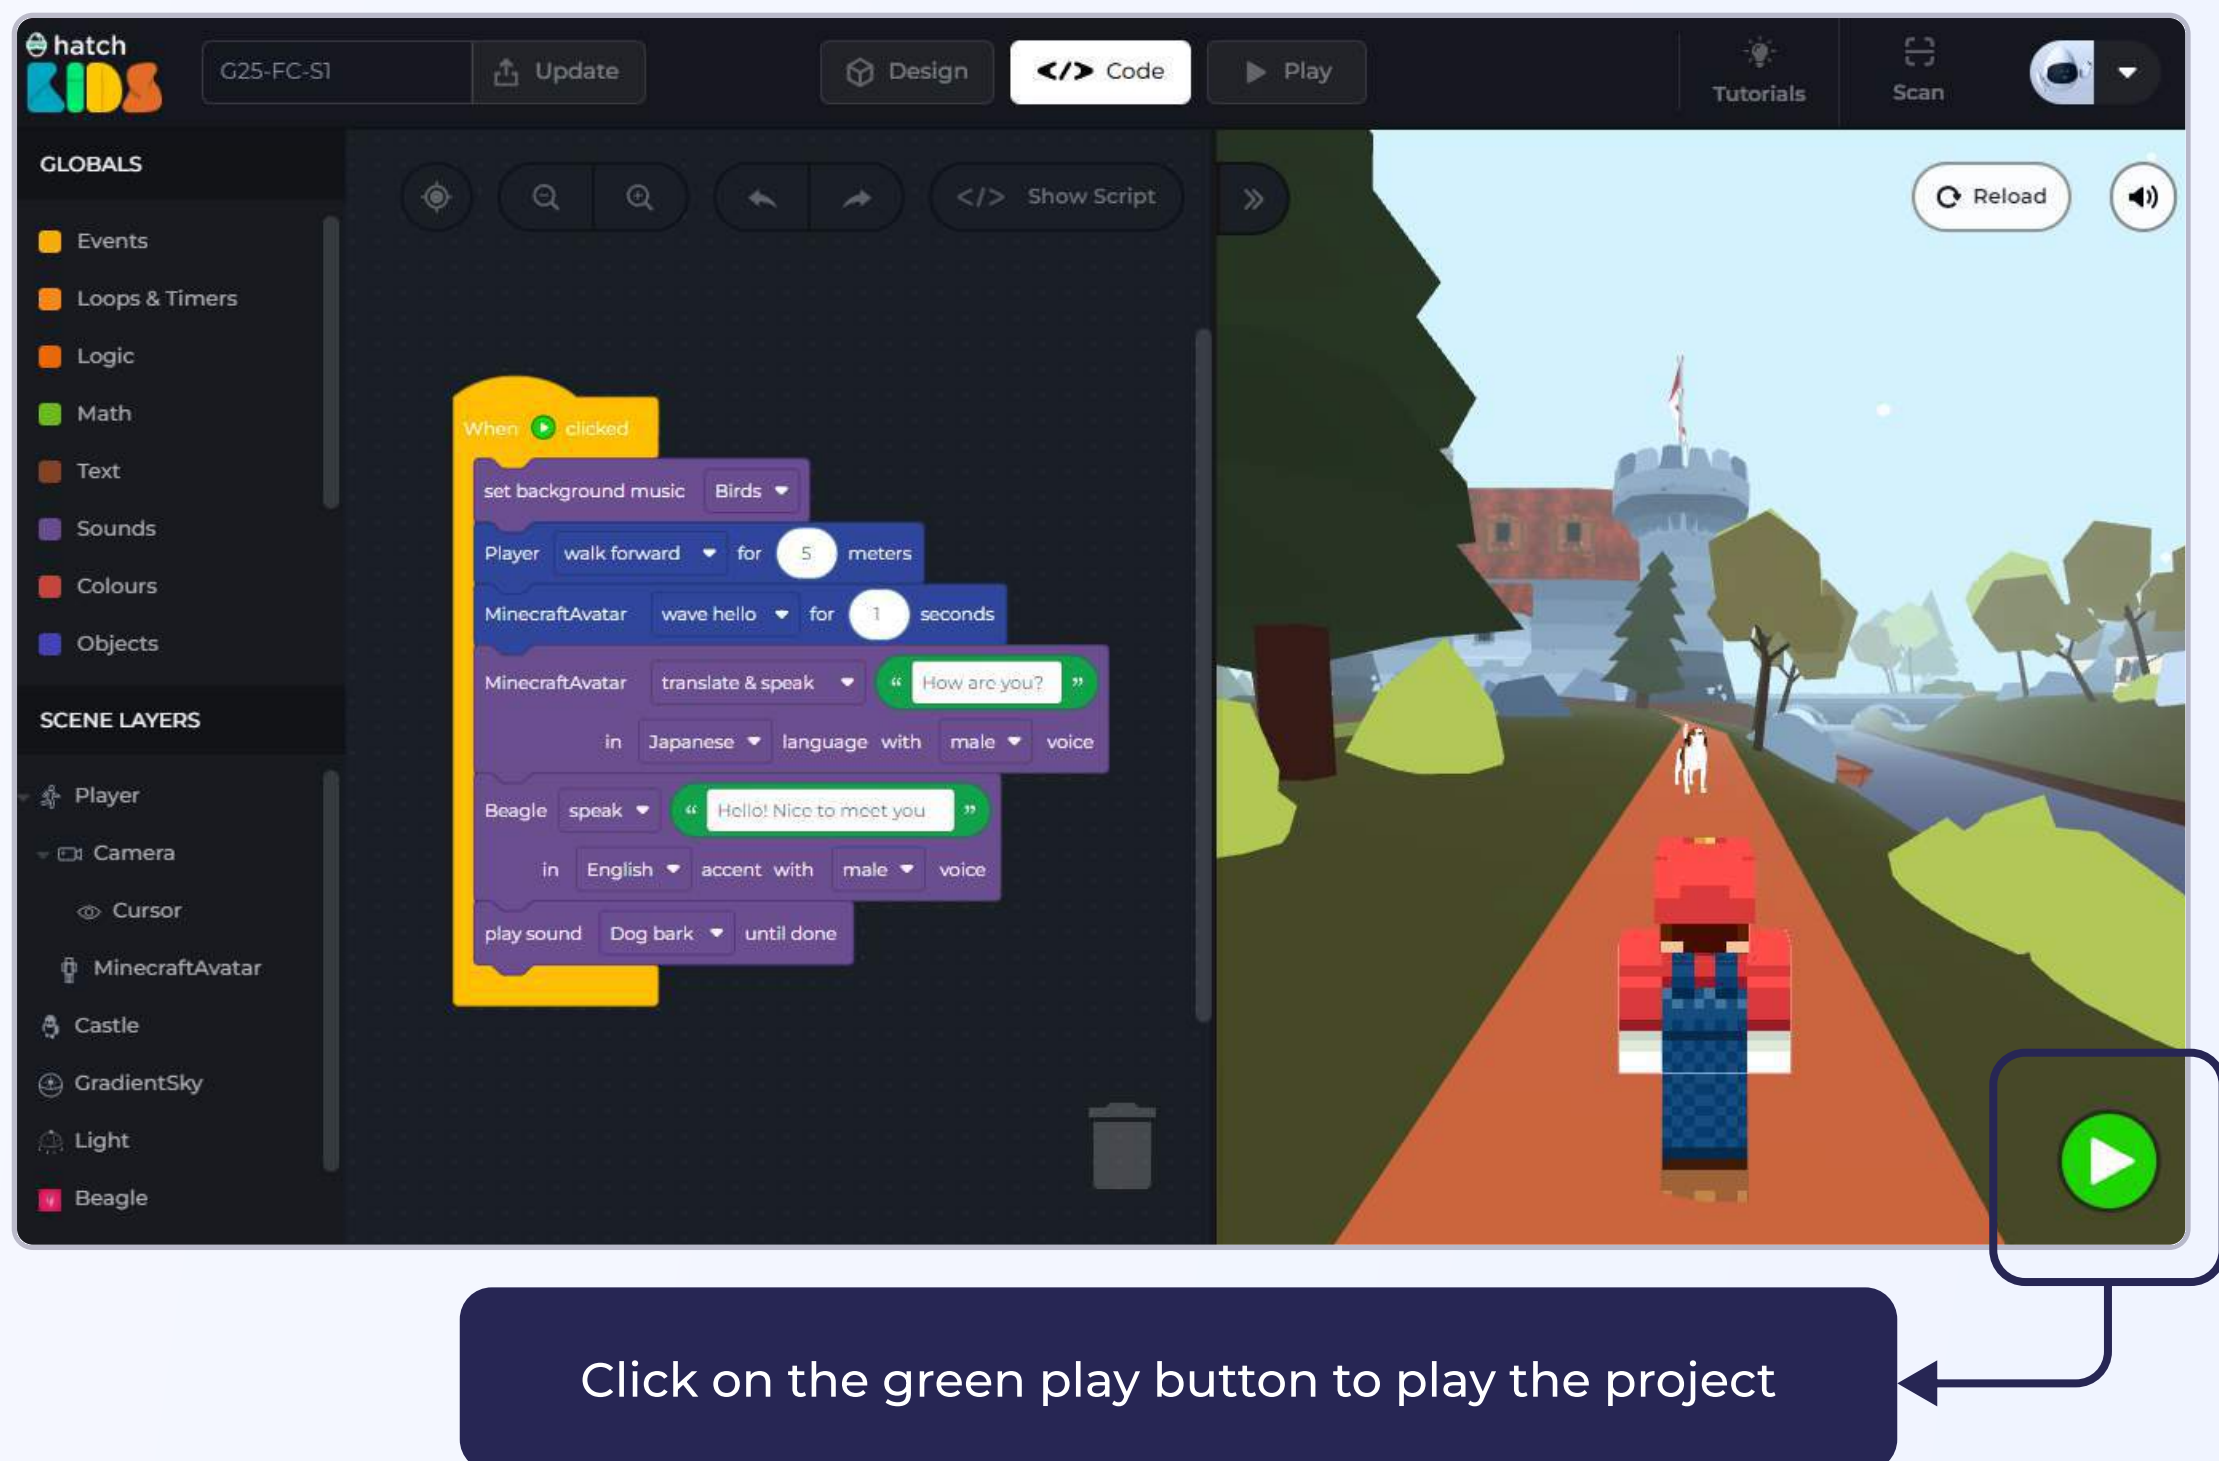 hatch
KIDS
G25-FC-S1
Update
Design
</> Code
Play
Tutorials
Scan
GLOBALS
Events
Loops & Timers
Logic
Math
Text
Sounds
Colours
Objects
SCENE LAYERS
Player
Camera
Cursor
MinecraftAvatar
Castle
GradientSky
Light
Beagle
</> Show Script
When clicked
set background music Birds
Player walk forward for 5 meters
MinecraftAvatar wave hello for 1 seconds
MinecraftAvatar translate & speak “ How are you? ”
in Japanese language with male voice
Beagle speak “ Hello! Nice to meet you ”
in English accent with male voice
play sound Dog bark until done
Reload
Click on the green play button to play the project